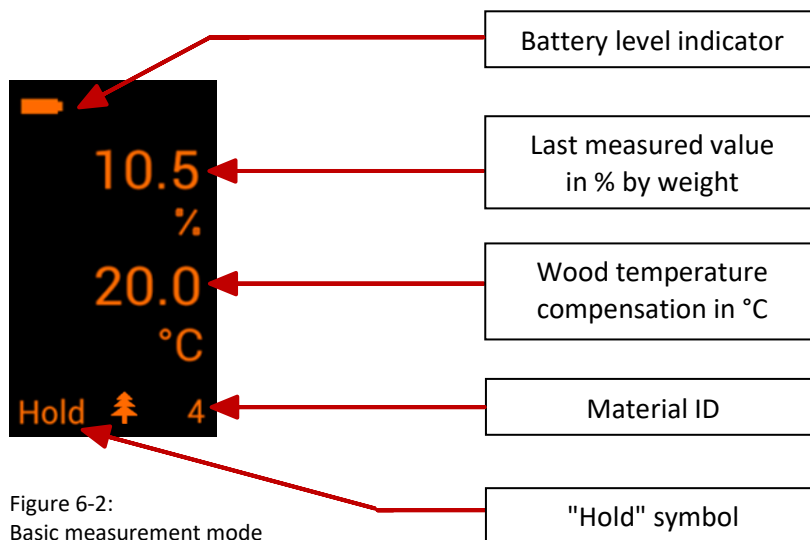 Battery level indicator
10.5
%
Last measured value
in % by weight
20.0
°C
Wood temperature
compensation in °C
Hold 4
Material ID
"Hold" symbol
Figure 6-2:
Basic measurement mode